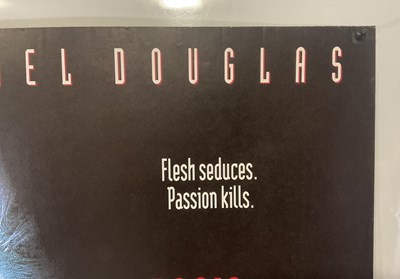 EL DOUGLAS
Flesh seduces.
Passion kills.